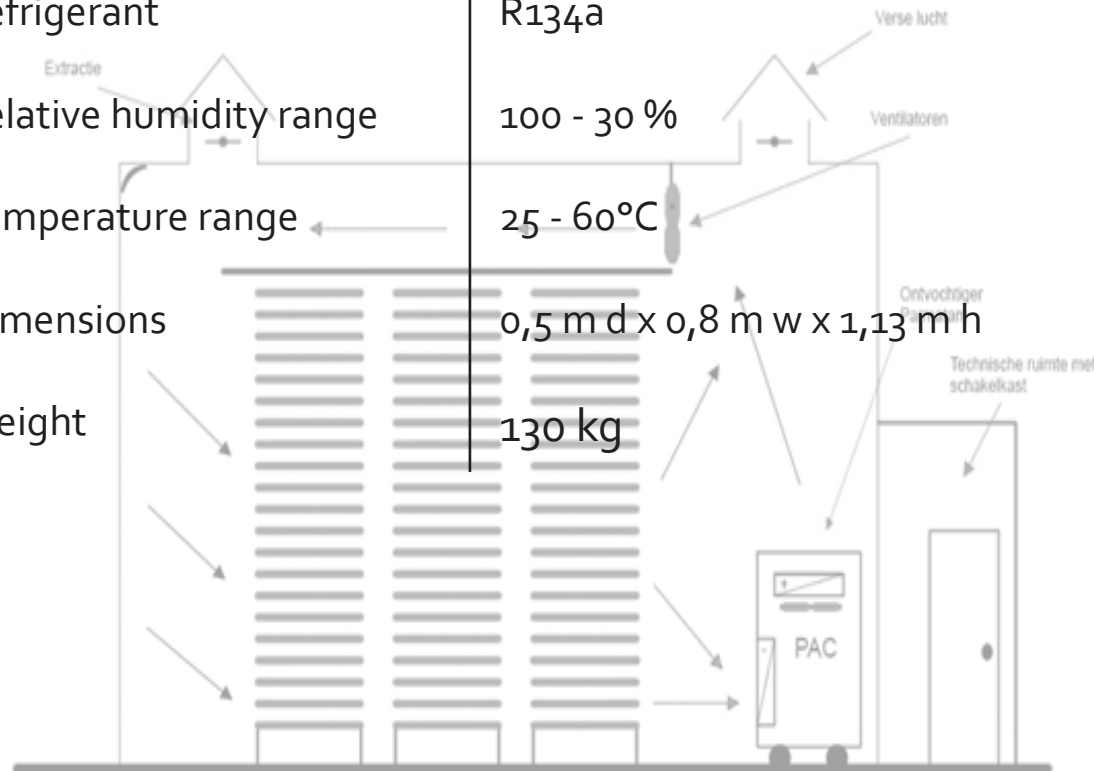 efrigerant R134a
Verse lucht
Extractie
elative humidity range 100 - 30 %
Ventilatoren
mperature range 25 - 60°C
Ontvochtiger
mensions 0,5 m d x 0,8 m w x 1,13 m h
Technische ruimte met
schakelkast
eight 130 kg
PAC